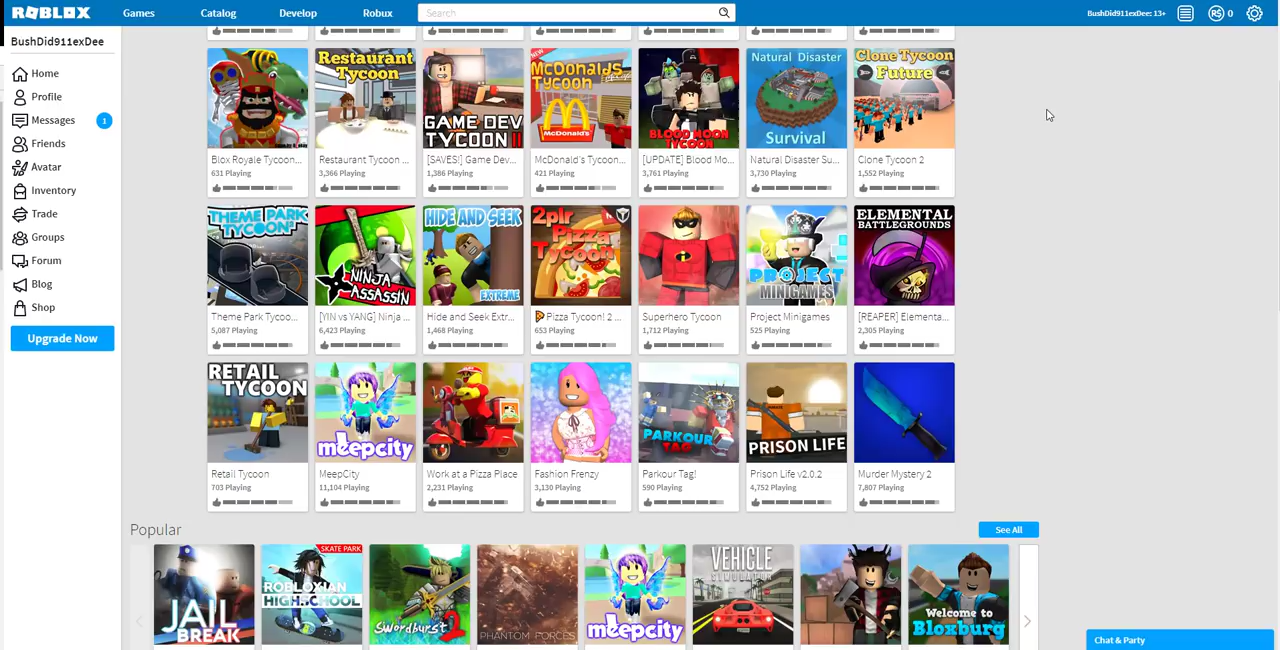 ROBLOX Games Catalog Develop Robux Search BushDid911exDee: 13+ R$ 0
BushDid911exDee
Home
Profile
Messages 1
Friends
Avatar
Inventory
Trade
Groups
Forum
Blog
Shop
Upgrade Now
Restaurant Tycoon
GAME DEV TYCOON II
NEW McDonald's Tycoon McDonald's
BLOOD MOON TYCOON
Natural Disaster Survival
Clone Tycoon Future
Blox Royale Tycoon... Restaurant Tycoon ... [SAVES!] Game Dev... McDonald's Tycoon... [UPDATE] Blood Mo... Natural Disaster Su... Clone Tycoon 2
631 Playing 3,366 Playing 1,386 Playing 421 Playing 3,761 Playing 3,730 Playing 1,552 Playing
THEME PARK TYCOON
NINJA ASSASSIN
HIDE AND SEEK EXTREME
2plr Pizza Tycoon
PROJECT MINIGAMES
ELEMENTAL BATTLEGROUNDS
Theme Park Tycoo... [YIN vs YANG] Ninja ... Hide and Seek Extr... Pizza Tycoon! 2 ... Superhero Tycoon Project Minigames [REAPER] Elementa...
5,087 Playing 6,423 Playing 1,468 Playing 653 Playing 1,712 Playing 525 Playing 2,305 Playing
RETAIL TYCOON
meepcity
PARKOUR TAG
PRISON LIFE
Retail Tycoon MeepCity Work at a Pizza Place Fashion Frenzy Parkour Tag! Prison Life v2.0.2 Murder Mystery 2
703 Playing 11,104 Playing 2,231 Playing 3,130 Playing 590 Playing 4,752 Playing 7,807 Playing
Popular See All
JAIL BREAK
SKATE PARK ROBLOXIAN HIGHSCHOOL
Swordburst 2
PHANTOM FORCES
meepcity
VEHICLE SIMULATOR
Welcome to Bloxburg
Chat & Party